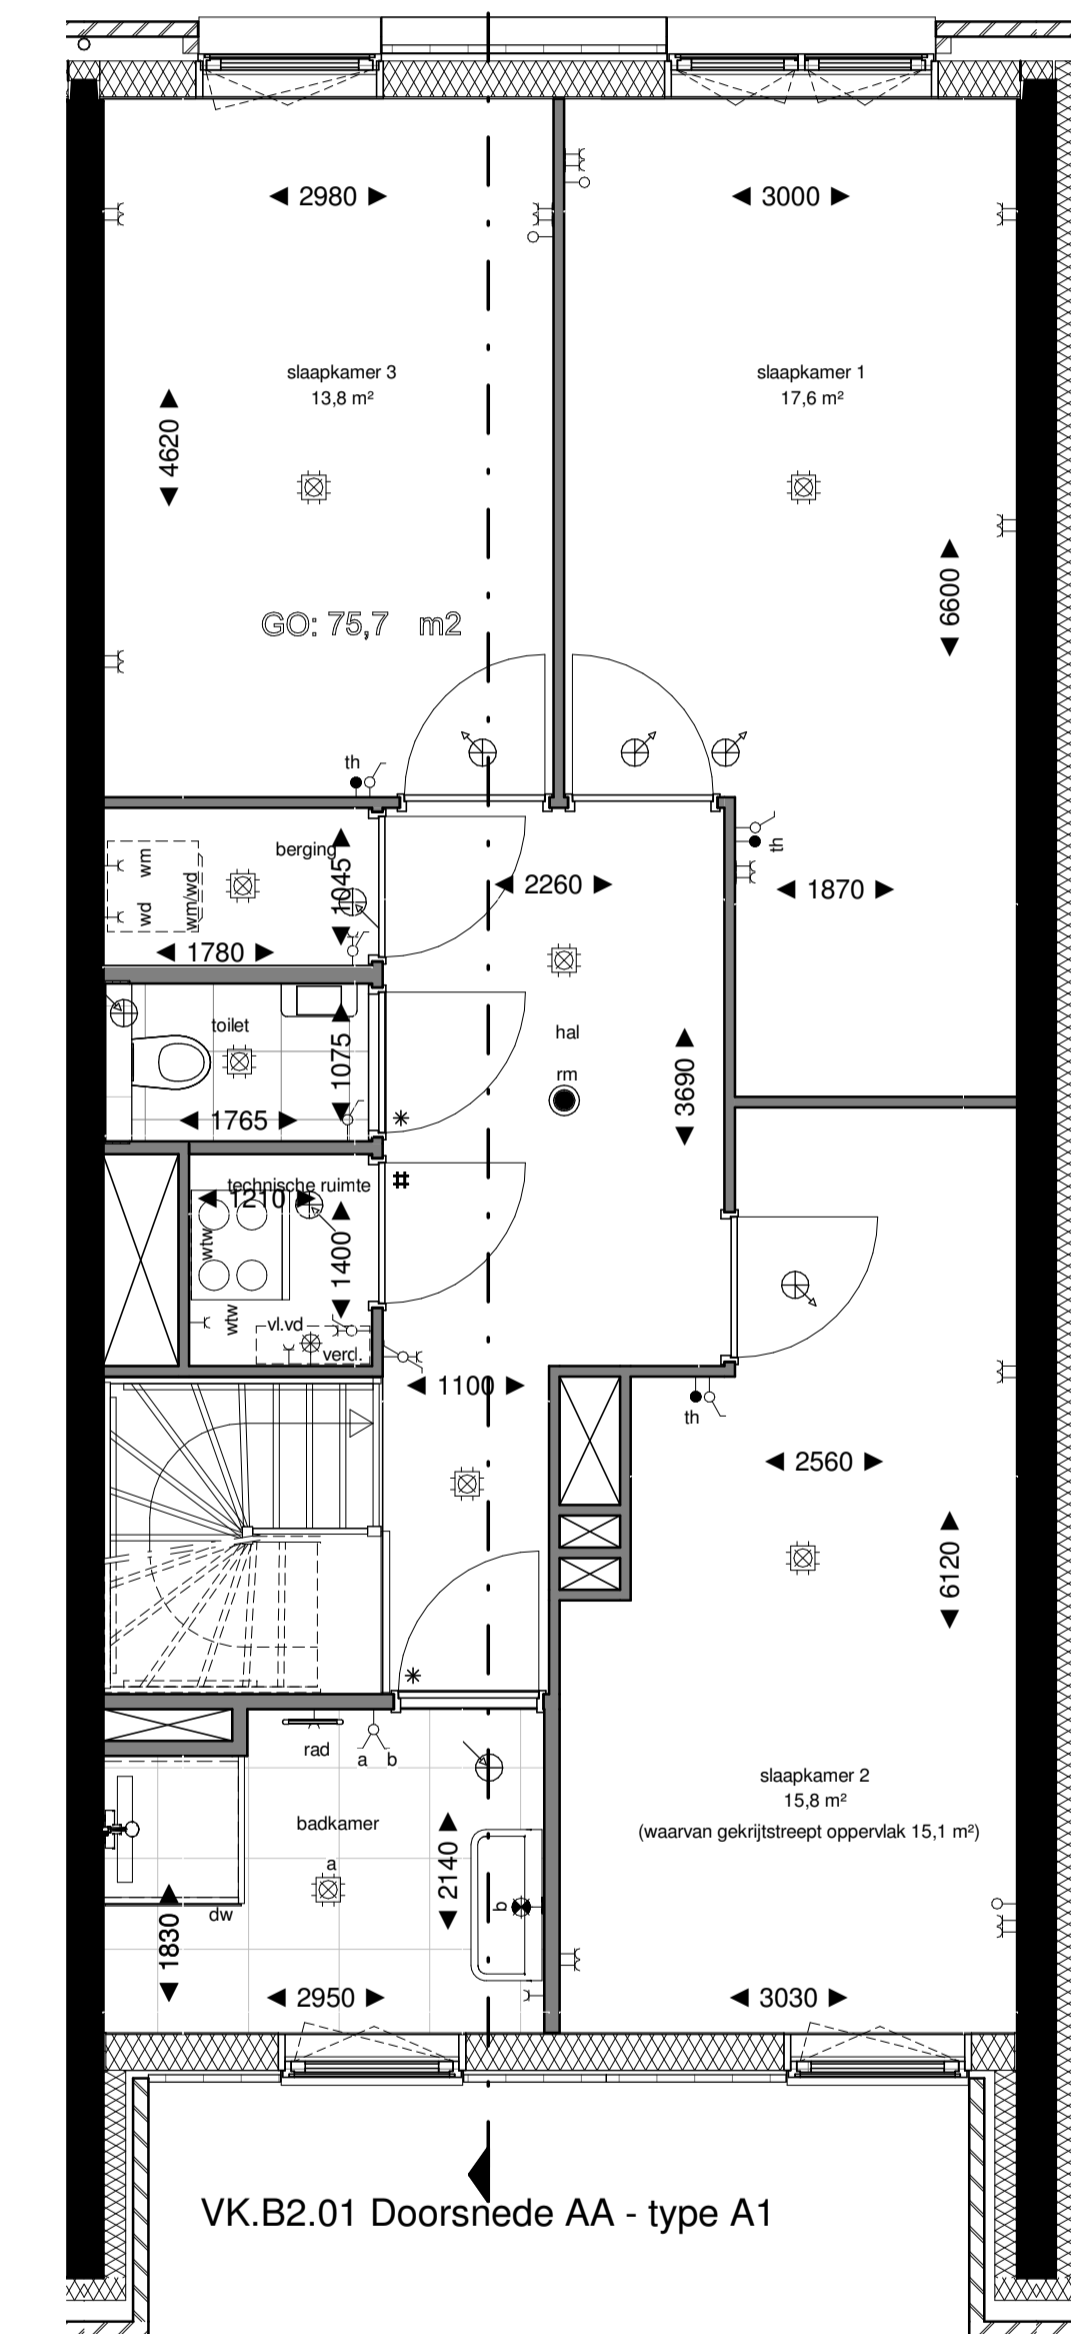 2980
3000
slaapkamer 3
13,8 m²
slaapkamer 1
17,6 m²
4620
6600
GO: 75,7 m2
th
berging
wm
wd
wm/wd
1045
1780
2260
th
1870
toilet
1075
1765
hal
rm
3690
technische ruimte
1210
#
wtw
1400
wtw
vl.vd
verd.
1100
th
2560
6120
*
*
rad
a b
badkamer
a
2140
b
dw
1830
2950
slaapkamer 2
15,8 m²
(waarvan gekrijtstreept oppervlak 15,1 m²)
3030
VK.B2.01 Doorsnede AA - type A1